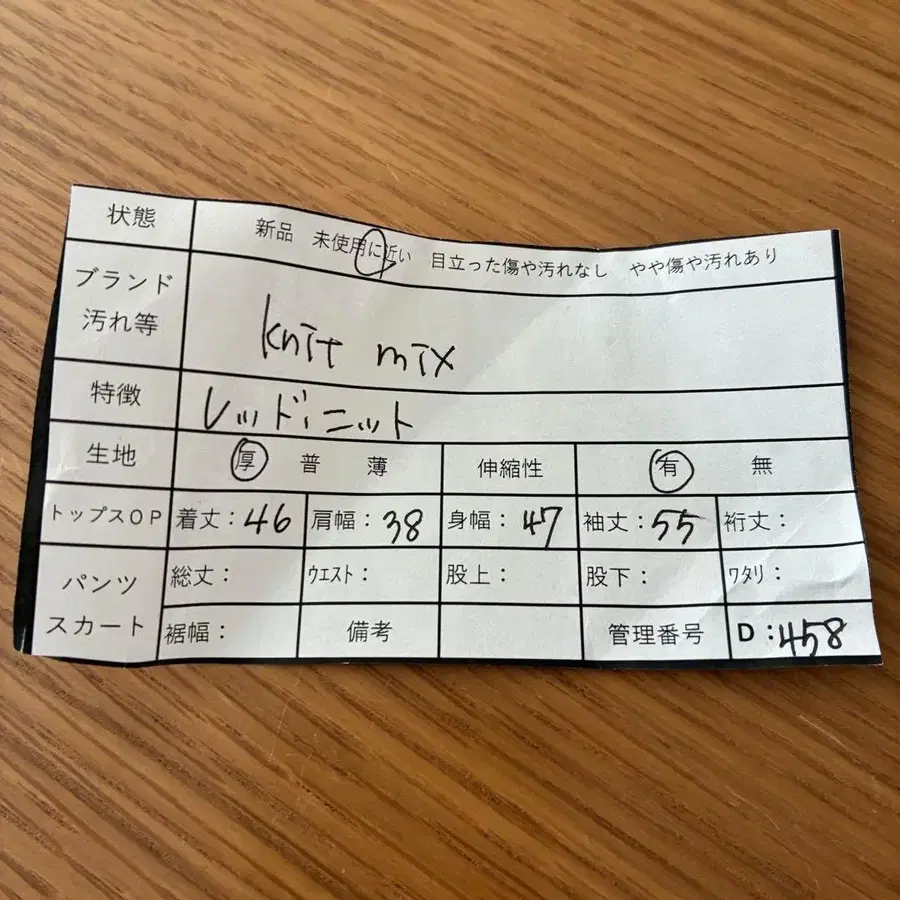 状態 新品 未使用に近い 目立った傷や汚れなし やや傷や汚れあり
ブランド
汚れ等 knit mix
特徴 レッド・ニット
生地 厚 普 薄 伸縮性 有 無
トップスOP 着丈:46 肩幅:38 身幅:47 袖丈:55 裄丈:
パンツ 総丈: ウエスト: 股上: 股下: ワタリ:
スカート 裾幅: 備考 管理番号 D:458